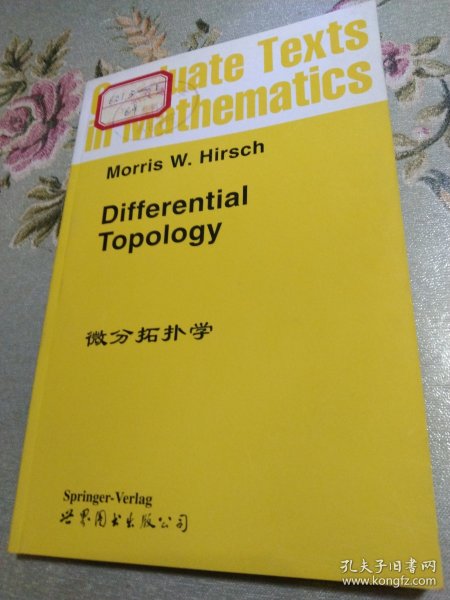 Graduate Texts
in Mathematics
Morris W. Hirsch
Differential
Topology
微分拓扑学
Springer-Verlag
世界图书出版公司
孔夫子旧书网
www.kongfz.com